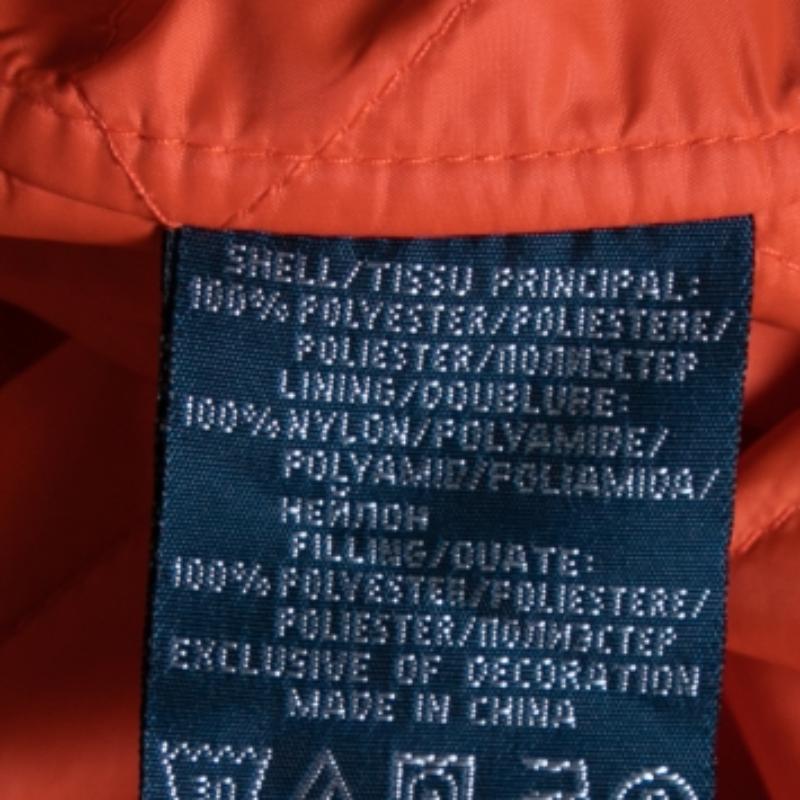 SHELL/TISSU PRINCIPAL:
100% POLYESTER/POLIESTERE/
POLIESTER/ПОЛИЭСТЕР
LINING/DOUBLURE:
100% NYLON/POLYAMIDE/
POLYAMID/POLIAMIDA/
НЕЙЛОН
FILLING/OUATE:
100% POLYESTER/POLIESTERE/
POLIESTER/ПОЛИЭСТЕР
EXCLUSIVE OF DECORATION
MADE IN CHINA
30